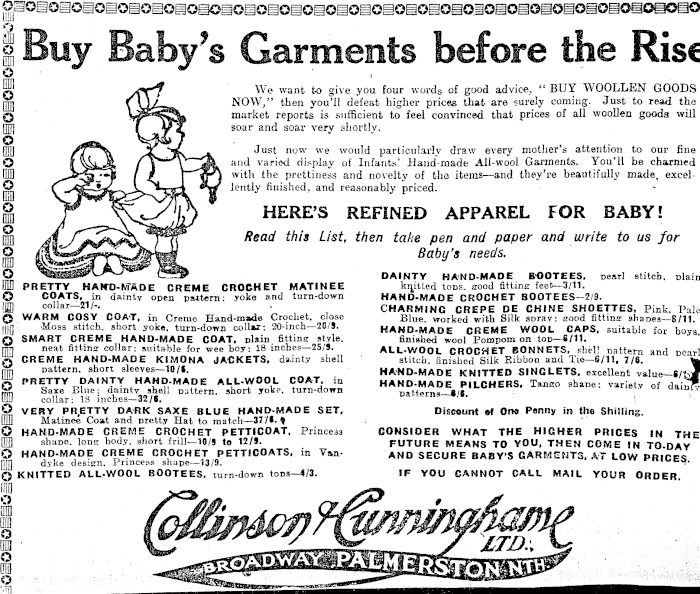 Buy Baby's Garments before the Rise
We want to give you four words of good advice, "BUY WOOLLEN GOODS
NOW," then you'll defeat higher prices that are surely coming. Just to read the
market reports is sufficient to feel convinced that prices of all woollen goods will
soar and soar very shortly.
Just now we would particularly draw every mother's attention to our fine
and varied display of Infants' Hand-made All-wool Garments. You'll be charmed
with the prettiness and novelty of the items—and they're beautifully made, excel-
lently finished, and reasonably priced.
HERE'S REFINED APPAREL FOR BABY!
Read this List, then take pen and paper and write to us for
Baby's needs.
PRETTY HAND-MADE CREME CROCHET MATINEE
COATS, in dainty open pattern; yoke and turn-down
collar—21/-.
WARM COSY COAT, in Creme Hand-made Crochet, close
Moss stitch, short yoke, turn-down collar; 20-inch—20/9.
SMART CREME HAND-MADE COAT, plain fitting style,
neat fitting collar; suitable for wee boy; 18 inches—25/9.
CREME HAND-MADE KIMONA JACKETS, dainty shell
pattern, short sleeves—10/6.
PRETTY DAINTY HAND-MADE ALL-WOOL COAT, in
Saxe Blue; dainty shell pattern, short yoke, turn-down
collar; 18 inches—32/6.
VERY PRETTY DARK SAXE BLUE HAND-MADE SET,
Matinee Coat and pretty Hat to match—37/6.
HAND-MADE CREME CROCHET PETTICOAT, Princess
shape, long body, short frill—10/9 to 12/9.
HAND-MADE CREME CROCHET PETTICOATS, in Van-
dyke design, Princess shape—13/9.
KNITTED ALL-WOOL BOOTEES, turn-down tops—4/3.
DAINTY HAND-MADE BOOTEES, pearl stitch, plain
knitted tops, good fitting feet—3/11.
HAND-MADE CROCHET BOOTEES—2/9.
CHARMING CREPE DE CHINE SHOETTES, Pink, Pale
Blue, worked with Silk spray; good fitting shapes—8/11.
HAND-MADE CREME WOOL CAPS, suitable for boys,
finished wool Pompom on top—6/11.
ALL-WOOL CROCHET BONNETS, shell pattern and pearl
stitch, finished Silk Ribbon and Tie—6/11, 7/6.
HAND-MADE KNITTED SINGLETS, excellent value—
HAND-MADE PILCHERS, Tango shape; variety of dainty
patterns—
Discount of One Penny in the Shilling.
CONSIDER WHAT THE HIGHER PRICES IN THE
FUTURE MEANS TO YOU, THEN COME IN TO-DAY
AND SECURE BABY'S GARMENTS, AT LOW PRICES.
IF YOU CANNOT CALL MAIL YOUR ORDER.
Collinson & Cunninghame
LTD.,
BROADWAY PALMERSTON NTH.